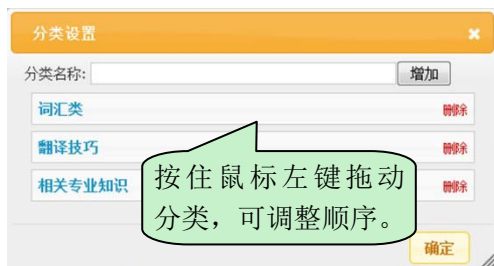 分类设置
分类名称:
增加
词汇类
删除
翻译技巧
删除
相关专业知识
删除
按住鼠标左键拖动
分类，可调整顺序。
确定